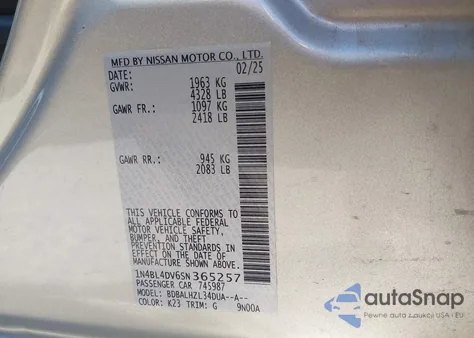 MFD BY NISSAN MOTOR CO., LTD.
DATE: 02/25
GVWR: 1963 KG
4328 LB
GAWR FR.: 1097 KG
2418 LB
GAWR RR.: 945 KG
2083 LB
THIS VEHICLE CONFORMS TO
ALL APPLICABLE FEDERAL
MOTOR VEHICLE SAFETY,
BUMPER, AND THEFT
PREVENTION STANDARDS IN
EFFECT ON THE DATE OF
MANUFACTURE SHOWN ABOVE.
1N4BL4DV6SN365257
PASSENGER CAR 745987
MODEL: BDBALHZL34DUA--A--
COLOR: K23 TRIM: G 9N00A
autoSnap
Pewne Aukcje z USA